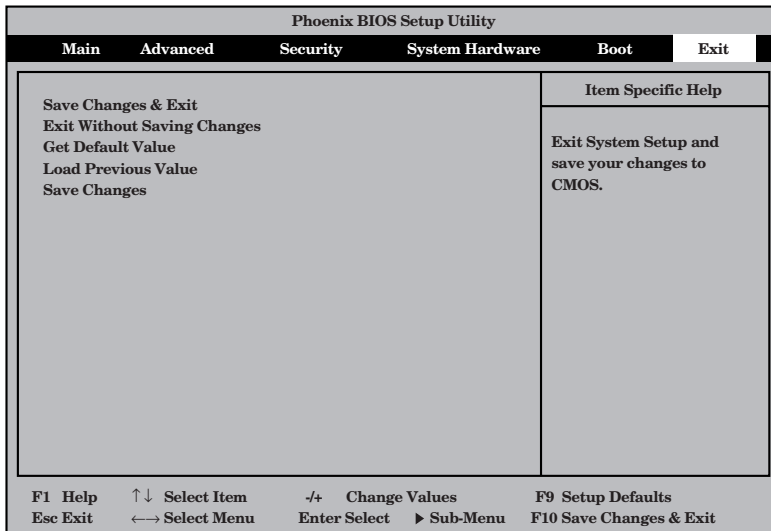 Phoenix BIOS Setup Utility
Main Advanced Security System Hardware Boot Exit
Save Changes & Exit
Exit Without Saving Changes
Get Default Value
Load Previous Value
Save Changes
Item Specific Help
Exit System Setup and
save your changes to
CMOS.
F1 Help ↑↓ Select Item -/+ Change Values F9 Setup Defaults
Esc Exit ←→ Select Menu Enter Select ▶ Sub-Menu F10 Save Changes & Exit